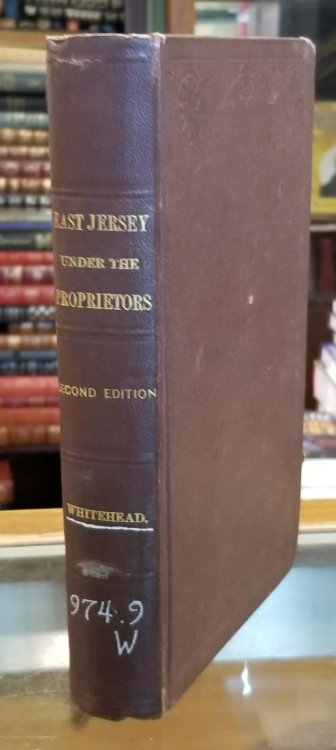 EAST JERSEY
UNDER THE
PROPRIETORS
SECOND EDITION
WHITEHEAD.
974.9
W